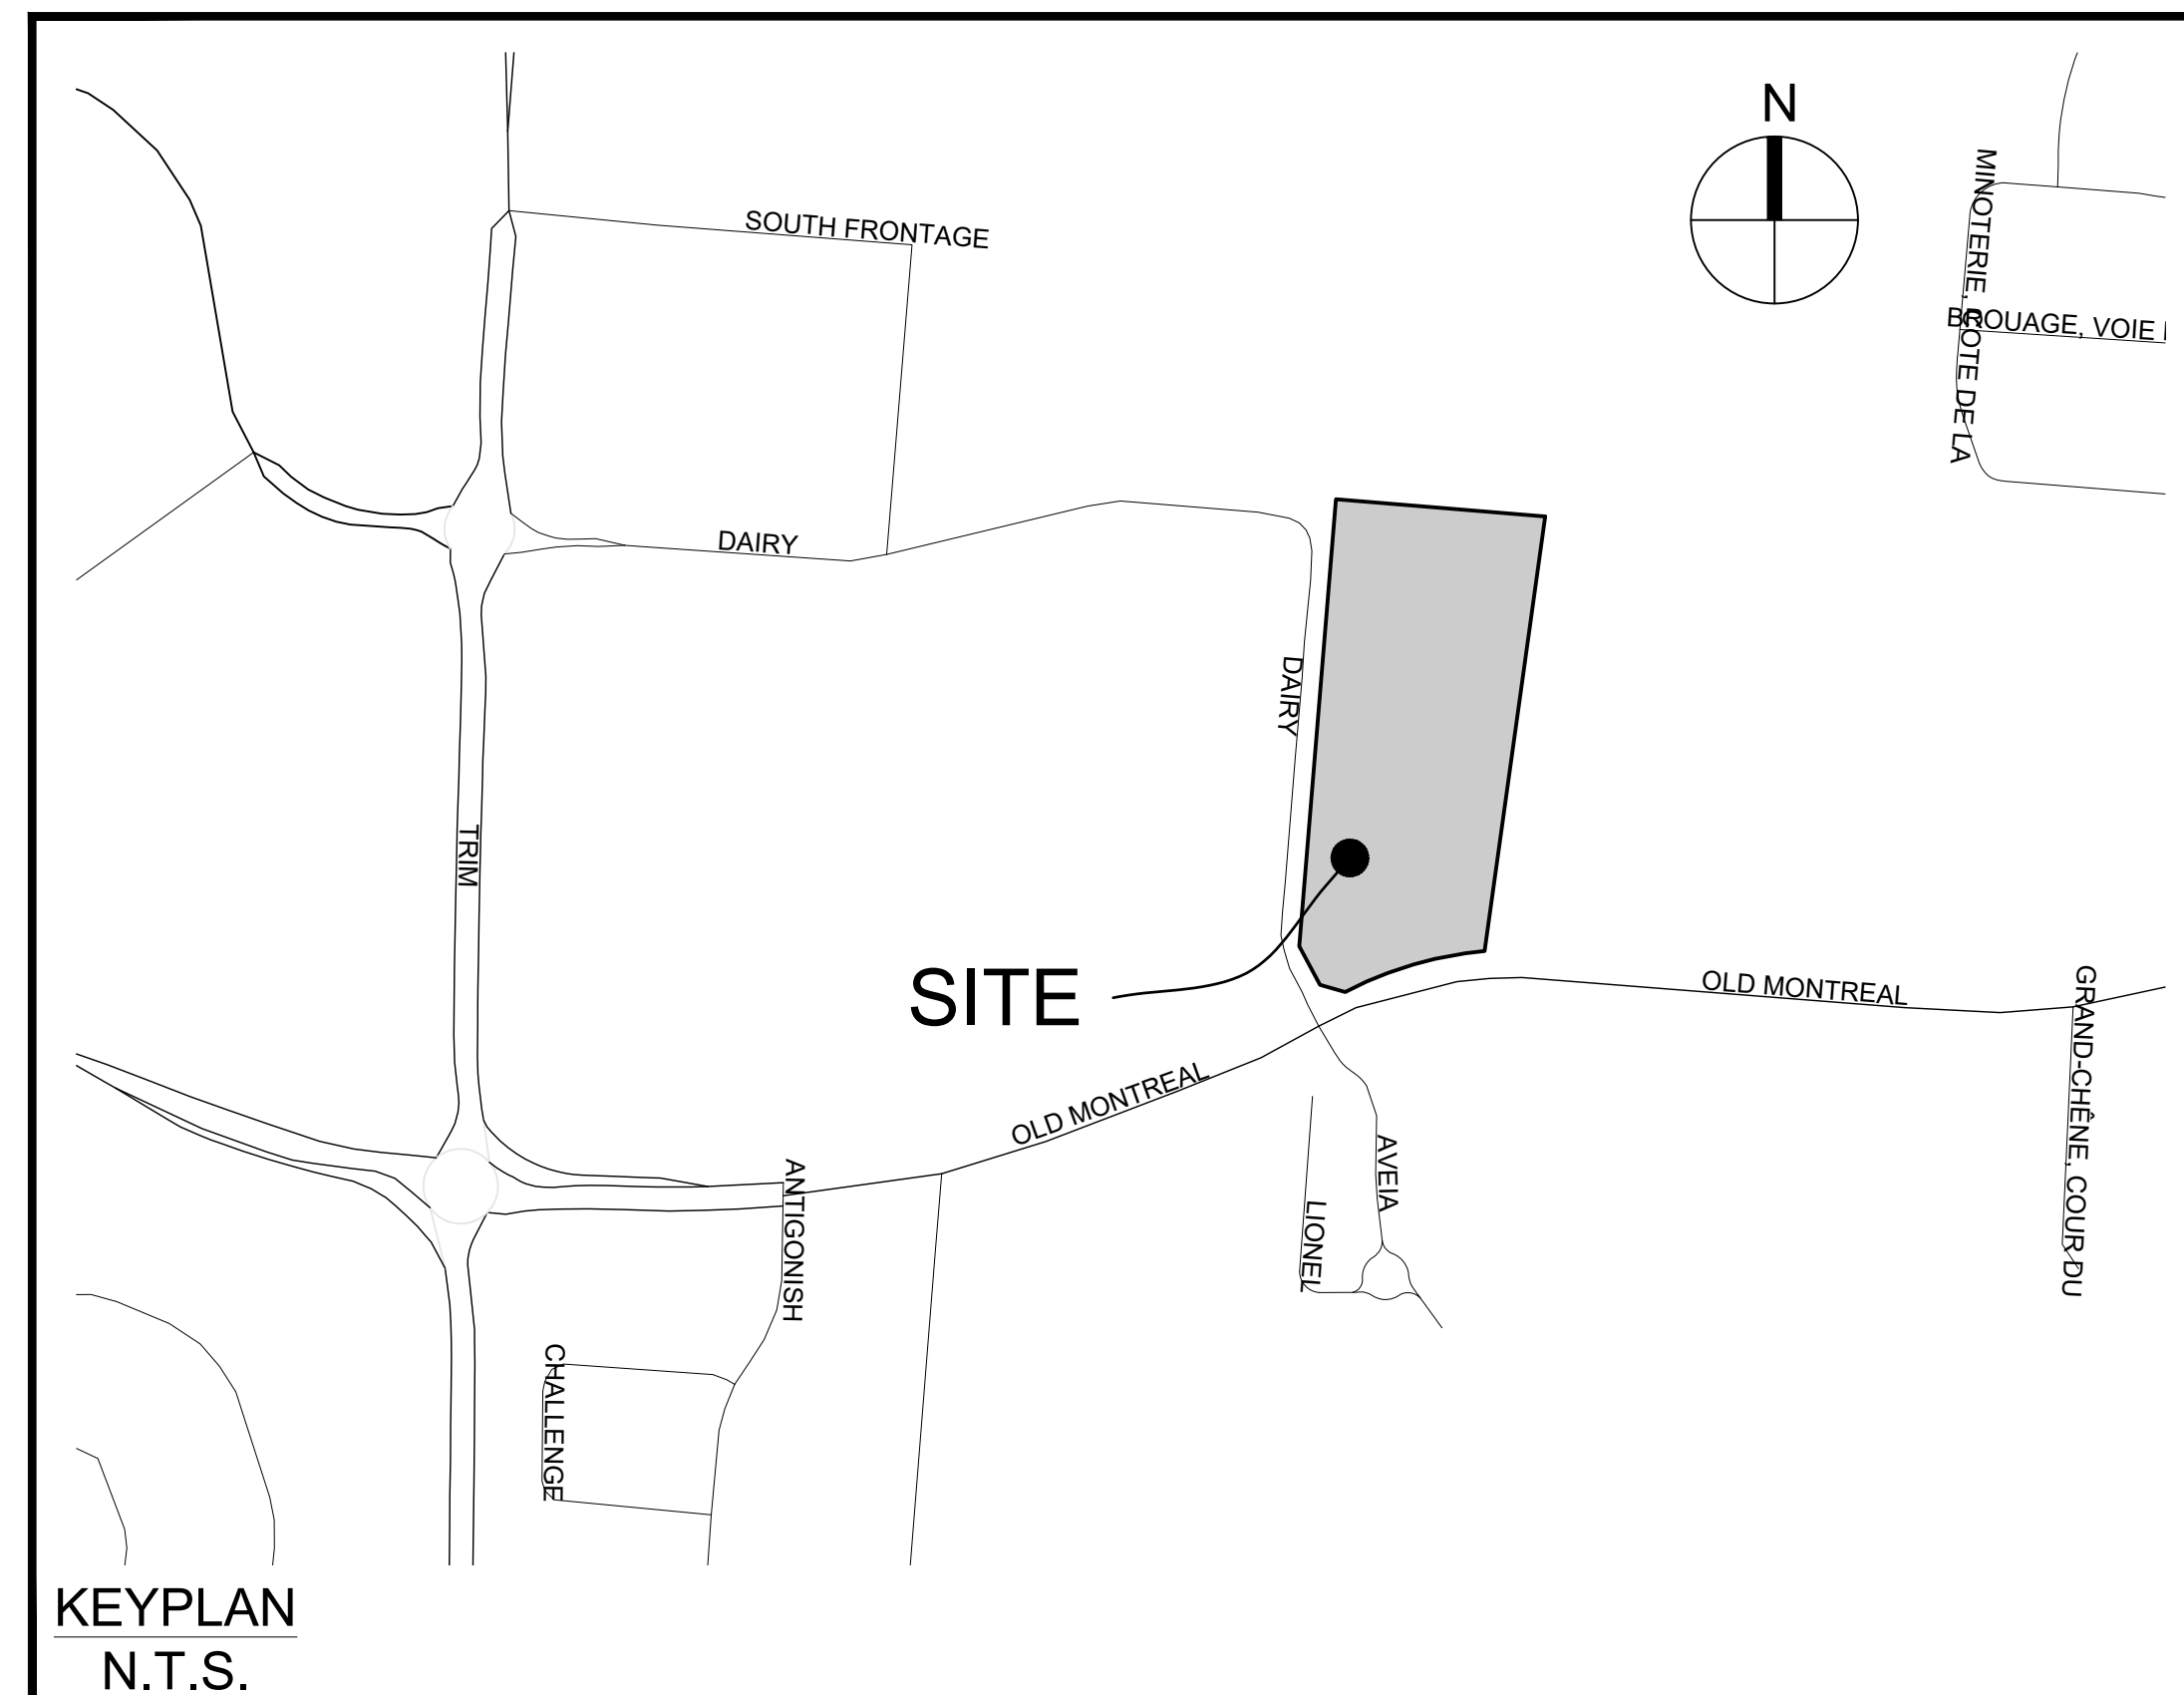 N
SOUTH FRONTAGE
MINOTERIE, COTE DE LA
BROUAGE, VOIE
DAIRY
DAIRY
TRIM
SITE
OLD MONTREAL
OLD MONTREAL
GRAND-CHÊNE, COUR DU
AVEIA
ANTIGONISH
LIONEL
CHALLENGE
KEYPLAN
N.T.S.